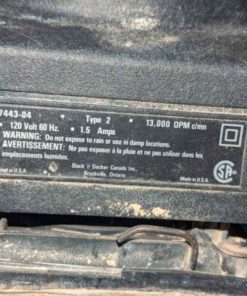 7443-04 • Type 2 • 13,000 DPM c/mn
• 120 Volt 60 Hz. • 1.5 Amps
WARNING: Do not expose to rain or use in damp locations.
AVERTISSEMENT: Ne pas exposer à la pluie et ne pas utiliser dans les
emplacements humides.
Black & Decker Canada Inc.
Brockville, Ontario
in U.S.A.
Made in U.S.A.